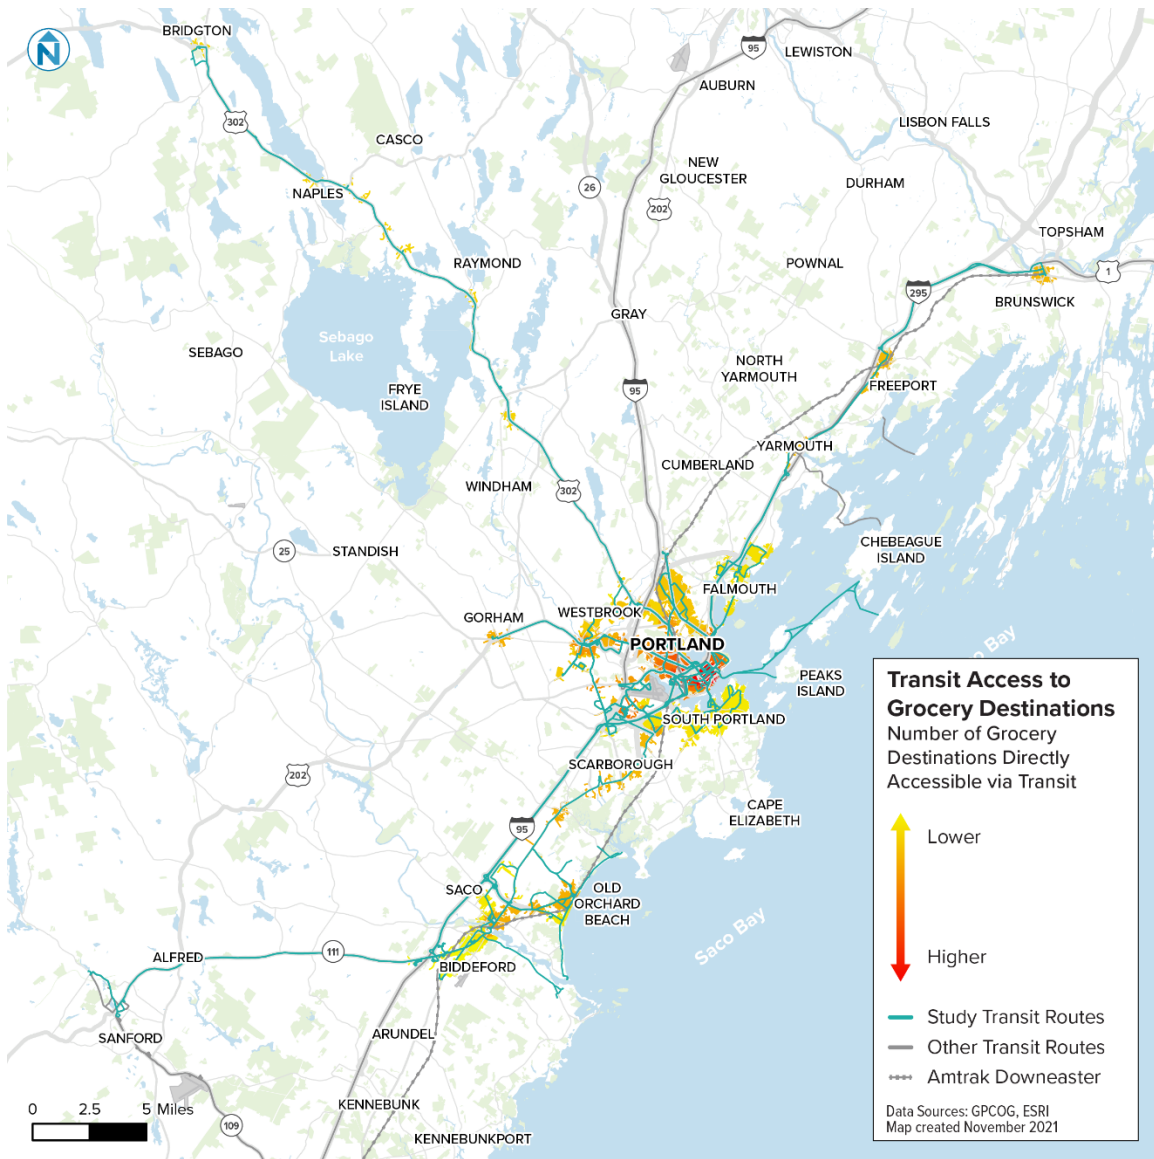 BRIDGTON
N
95
LEWISTON
AUBURN
302
LISBON FALLS
CASCO
NEW
GLOUCESTER
26
DURHAM
NAPLES
202
TOPSHAM
RAYMOND
POWNAL
1
295
BRUNSWICK
GRAY
Sebago
Lake
SEBAGO
NORTH
YARMOUTH
FRYE
ISLAND
95
FREEPORT
YARMOUTH
CUMBERLAND
WINDHAM
302
CHEBEAGUE
ISLAND
25
STANDISH
FALMOUTH
WESTBROOK
GORHAM
PORTLAND
Bay
PEAKS
ISLAND
SOUTH PORTLAND
SCARBOROUGH
202
CAPE
ELIZABETH
95
SACO
OLD
ORCHARD
BEACH
Saco Bay
ALFRED
111
BIDDEFORD
SANFORD
ARUNDEL
KENNEBUNK
109
KENNEBUNKPORT
0 2.5 5 Miles
Transit Access to
Grocery Destinations
Number of Grocery
Destinations Directly
Accessible via Transit
Lower
Higher
Study Transit Routes
Other Transit Routes
Amtrak Downeaster
Data Sources: GPCOG, ESRI
Map created November 2021